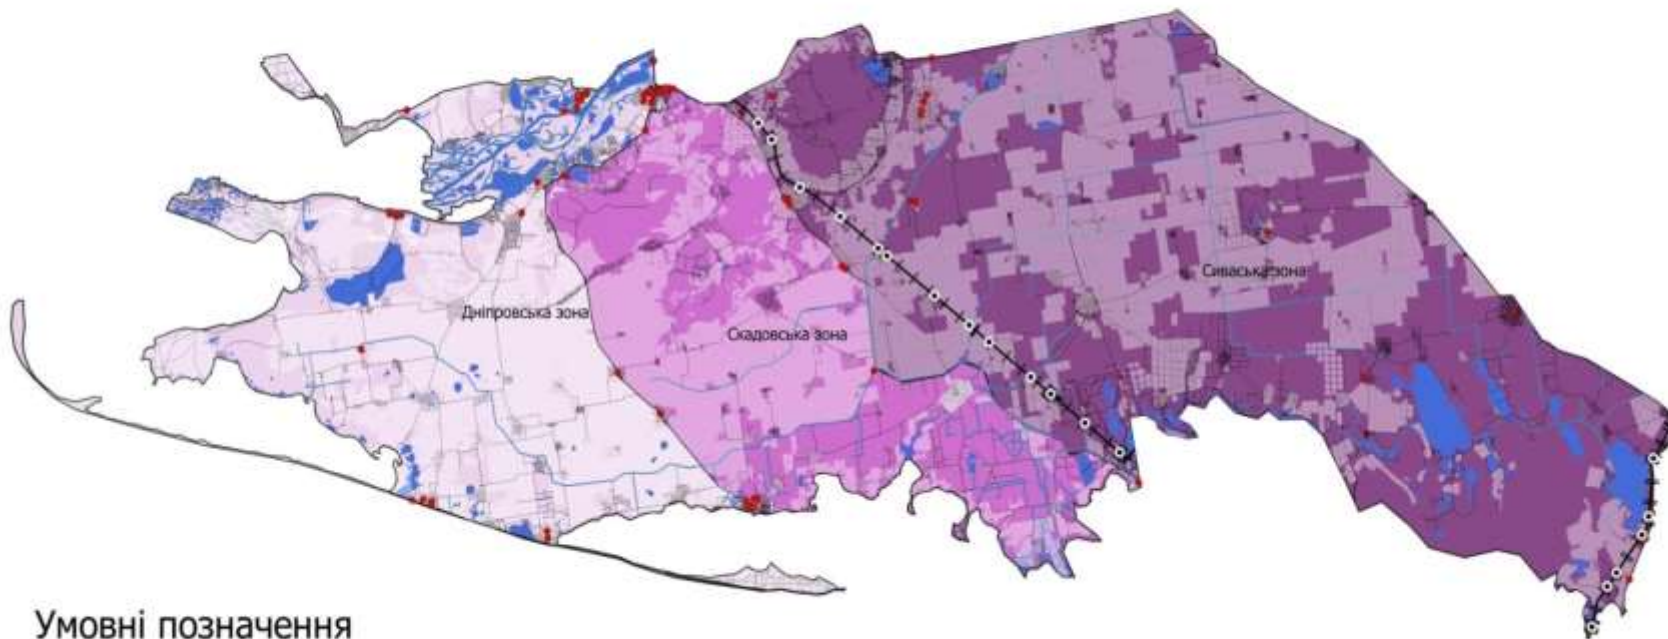 Дніпровська зона
Скадовська зона
Сиваська зона
Умовні позначення